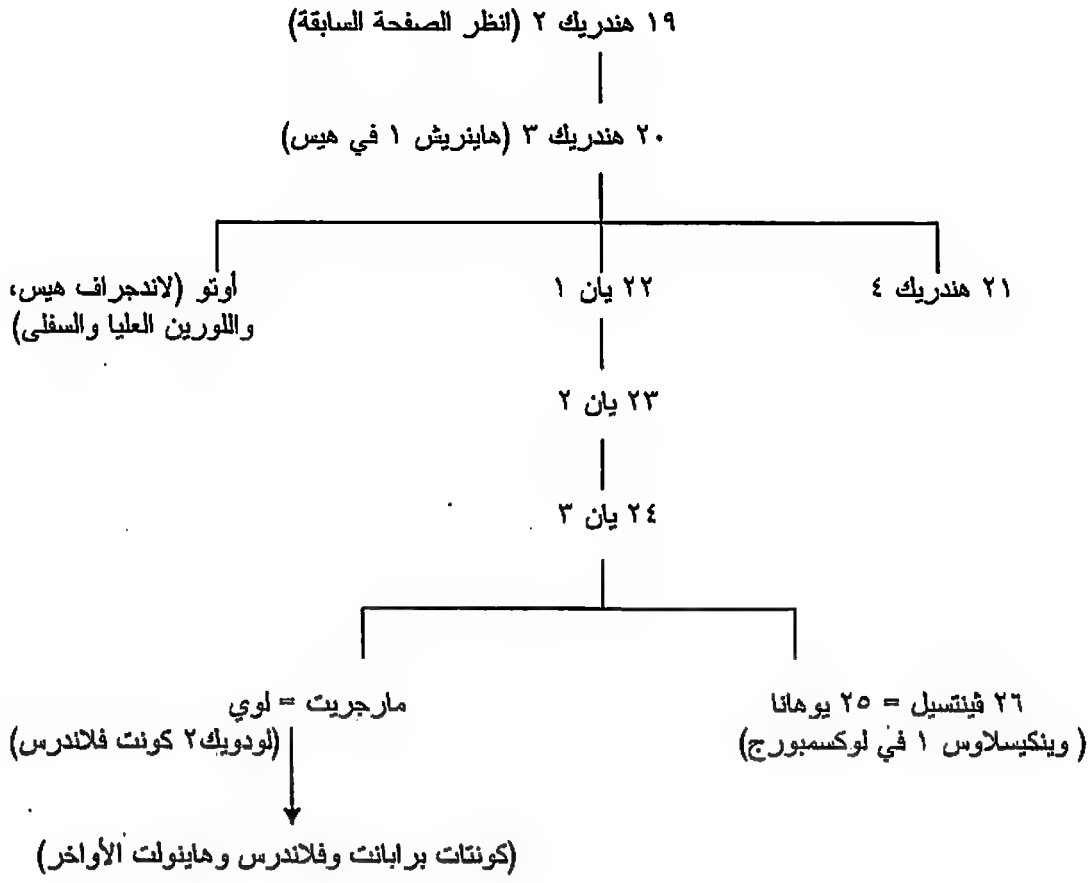 ١٩ هندريك ٢ (انظر الصفحة السابقة)
٢٠ هندريك ٣ (هاينريش ١ في هيس)
٢١ هندريك ٤
٢٢ يان ١
أوتو (لاندجراف هيس،
واللورين العليا والسفلى)
٢٣ يان ٢
٢٤ يان ٣
٢٦ ڤينتسيل = ٢٥ يوهانا
(وينكيسلاوس ١ في لوكسمبورج)
مارجريت = لوي
(لودويك٢ كونت فلاندرس)
(كونتات برابانت وفلاندرس وهاينولت الأواخر)